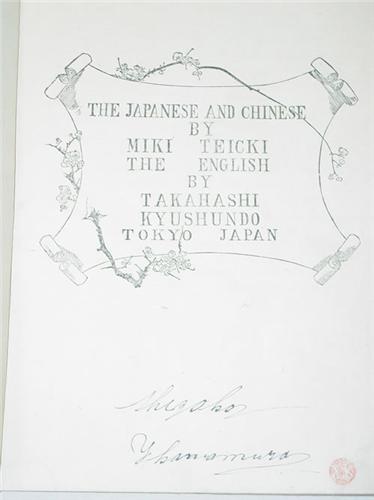 THE JAPANESE AND CHINESE
BY
MIKI TEICKI
THE ENGLISH
BY
TAKAHASHI
KYUSHUNDO
TOKYO JAPAN